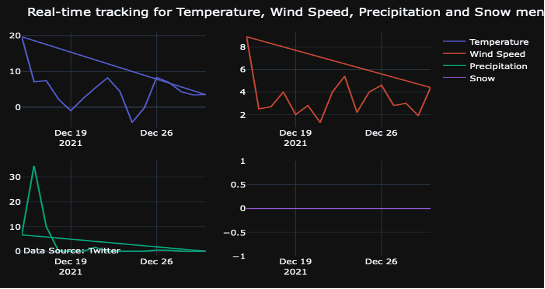 Real-time tracking for Temperature, Wind Speed, Precipitation and Snow men
20
10
0
Dec 19
2021
Dec 26
8
6
4
2
Dec 19
2021
Dec 26
Temperature
Wind Speed
Precipitation
Snow
30
20
10
0
Data Source: Twitter
Dec 19
2021
Dec 26
1
0.5
0
−0.5
−1
Dec 19
2021
Dec 26